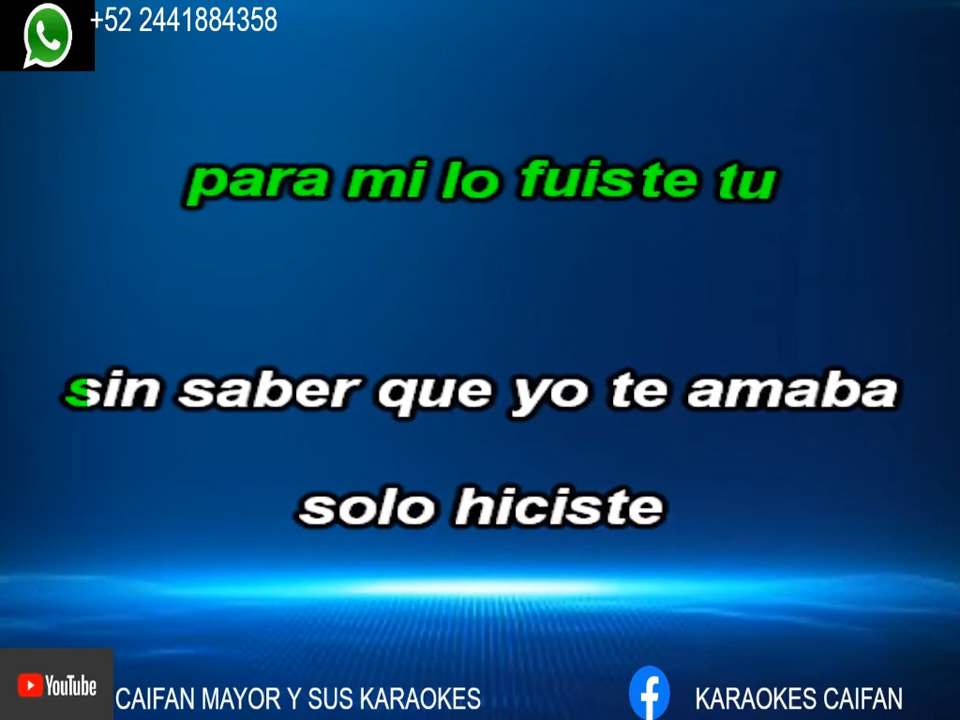 +52 2441884358
para mi lo fuiste tu
sin saber que yo te amaba
solo hiciste
YouTube
CAIFAN MAYOR Y SUS KARAOKES
KARAOKES CAIFAN